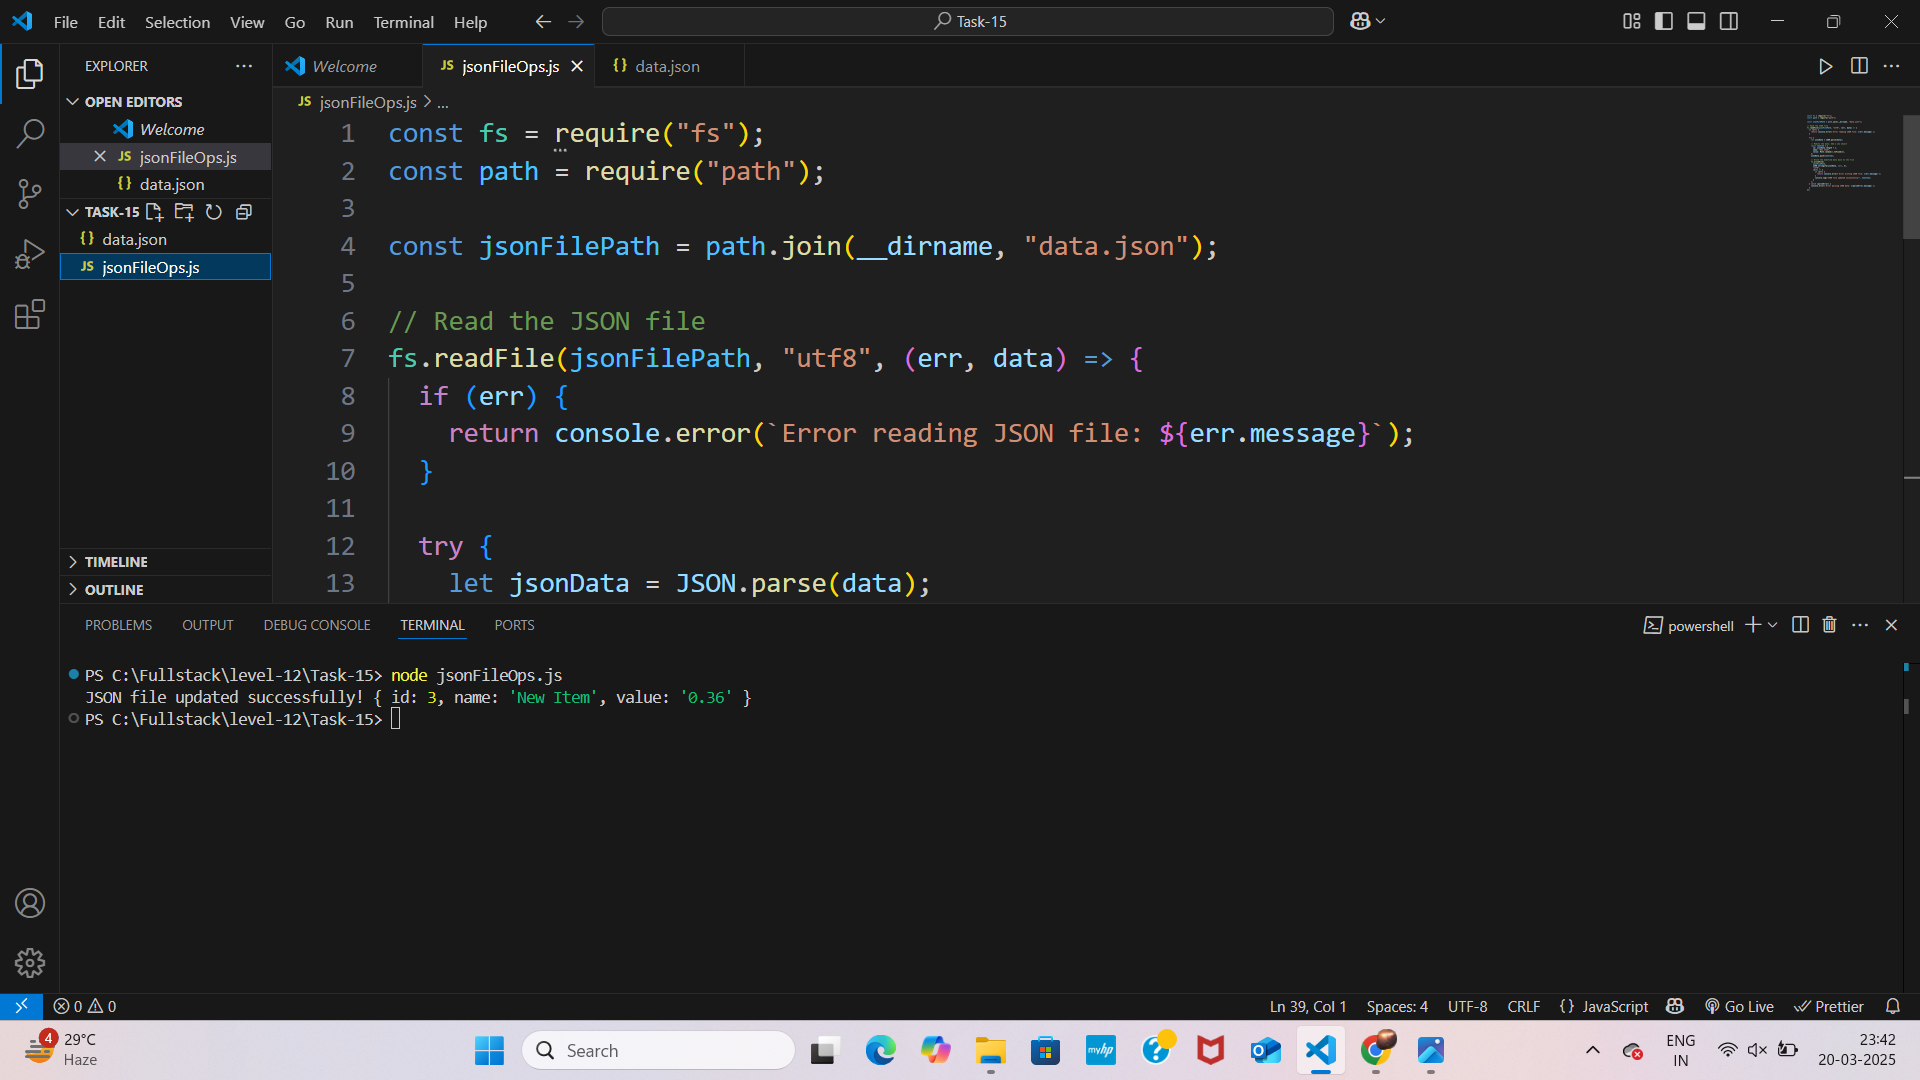 File Edit Selection View Go Run Terminal Help
Task-15
EXPLORER
OPEN EDITORS
Welcome
JS jsonFileOps.js
{} data.json
TASK-15
{} data.json
JS jsonFileOps.js
TIMELINE
OUTLINE
Welcome
JS jsonFileOps.js
{} data.json
JS jsonFileOps.js > ...
1 const fs = require("fs");
2 const path = require("path");
3
4 const jsonFilePath = path.join(__dirname, "data.json");
5
6 // Read the JSON file
7 fs.readFile(jsonFilePath, "utf8", (err, data) => {
8 if (err) {
9 return console.error(`Error reading JSON file: ${err.message}`);
10 }
11
12 try {
13 let jsonData = JSON.parse(data);
PROBLEMS OUTPUT DEBUG CONSOLE TERMINAL PORTS
powershell
PS C:\Fullstack\level-12\Task-15> node jsonFileOps.js
JSON file updated successfully! { id: 3, name: 'New Item', value: '0.36' }
PS C:\Fullstack\level-12\Task-15>
0 0
Ln 39, Col 1 Spaces: 4 UTF-8 CRLF {} JavaScript Go Live Prettier
4
29°C
Haze
Search
myhp
ENG
IN
23:42
20-03-2025